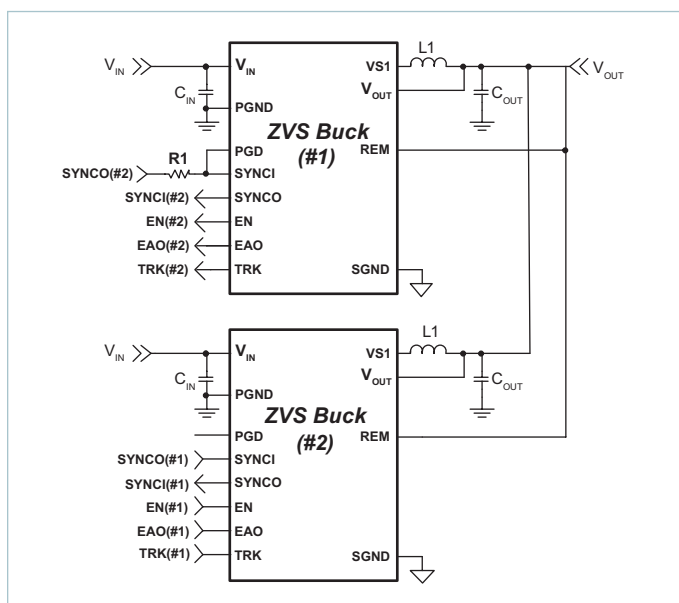 V_IN
C_IN
SYNCO(#2)
R1
SYNCI(#2)
EN(#2)
EAO(#2)
TRK(#2)
V_IN
PGND
PGD
SYNCI
SYNCO
EN
EAO
TRK
ZVS Buck
(#1)
VS1
V_OUT
REM
SGND
L1
C_OUT
V_OUT
V_IN
C_IN
SYNCO(#1)
SYNCI(#1)
EN(#1)
EAO(#1)
TRK(#1)
V_IN
PGND
PGD
SYNCI
SYNCO
EN
EAO
TRK
ZVS Buck
(#2)
VS1
V_OUT
REM
SGND
L1
C_OUT